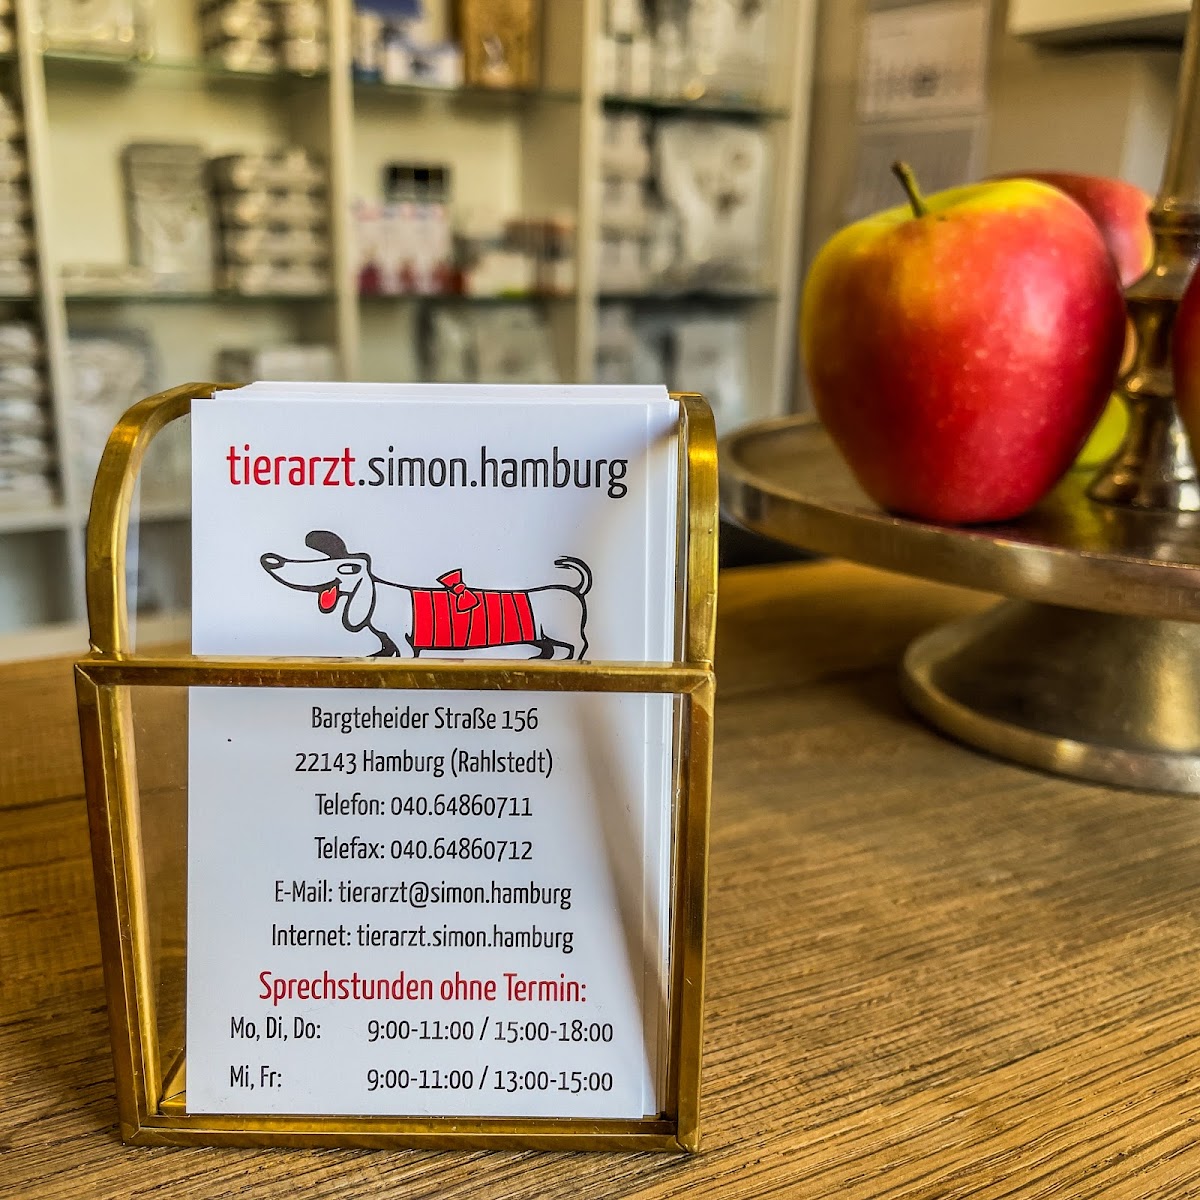 tierarzt.simon.hamburg
Bargteheider Straße 156
22143 Hamburg (Rahlstedt)
Telefon: 040.64860711
Telefax: 040.64860712
E-Mail: tierarzt@simon.hamburg
Internet: tierarzt.simon.hamburg
Sprechstunden ohne Termin:
Mo, Di, Do: 9:00-11:00 / 15:00-18:00
Mi, Fr: 9:00-11:00 / 13:00-15:00